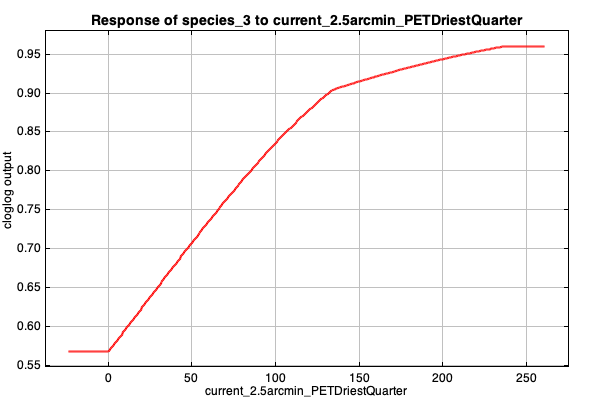 Response of species_3 to current_2.5arcmin_PETDriestQuarter
cloglog output
0.95
0.90
0.85
0.80
0.75
0.70
0.65
0.60
0.55
0 50 100 150 200 250
current_2.5arcmin_PETDriestQuarter